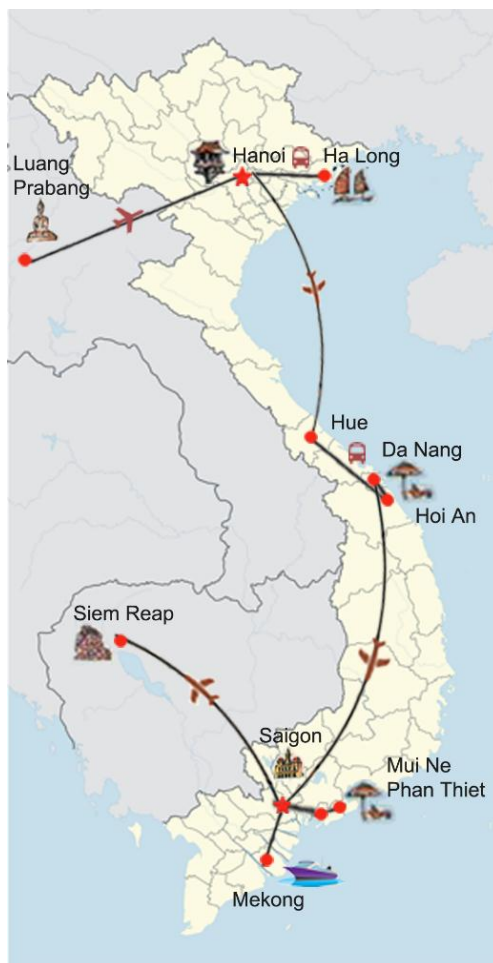 Hanoi
Ha Long
Luang
Prabang
Hue
Da Nang
Hoi An
Siem Reap
Saigon
Mui Ne
Phan Thiet
Mekong